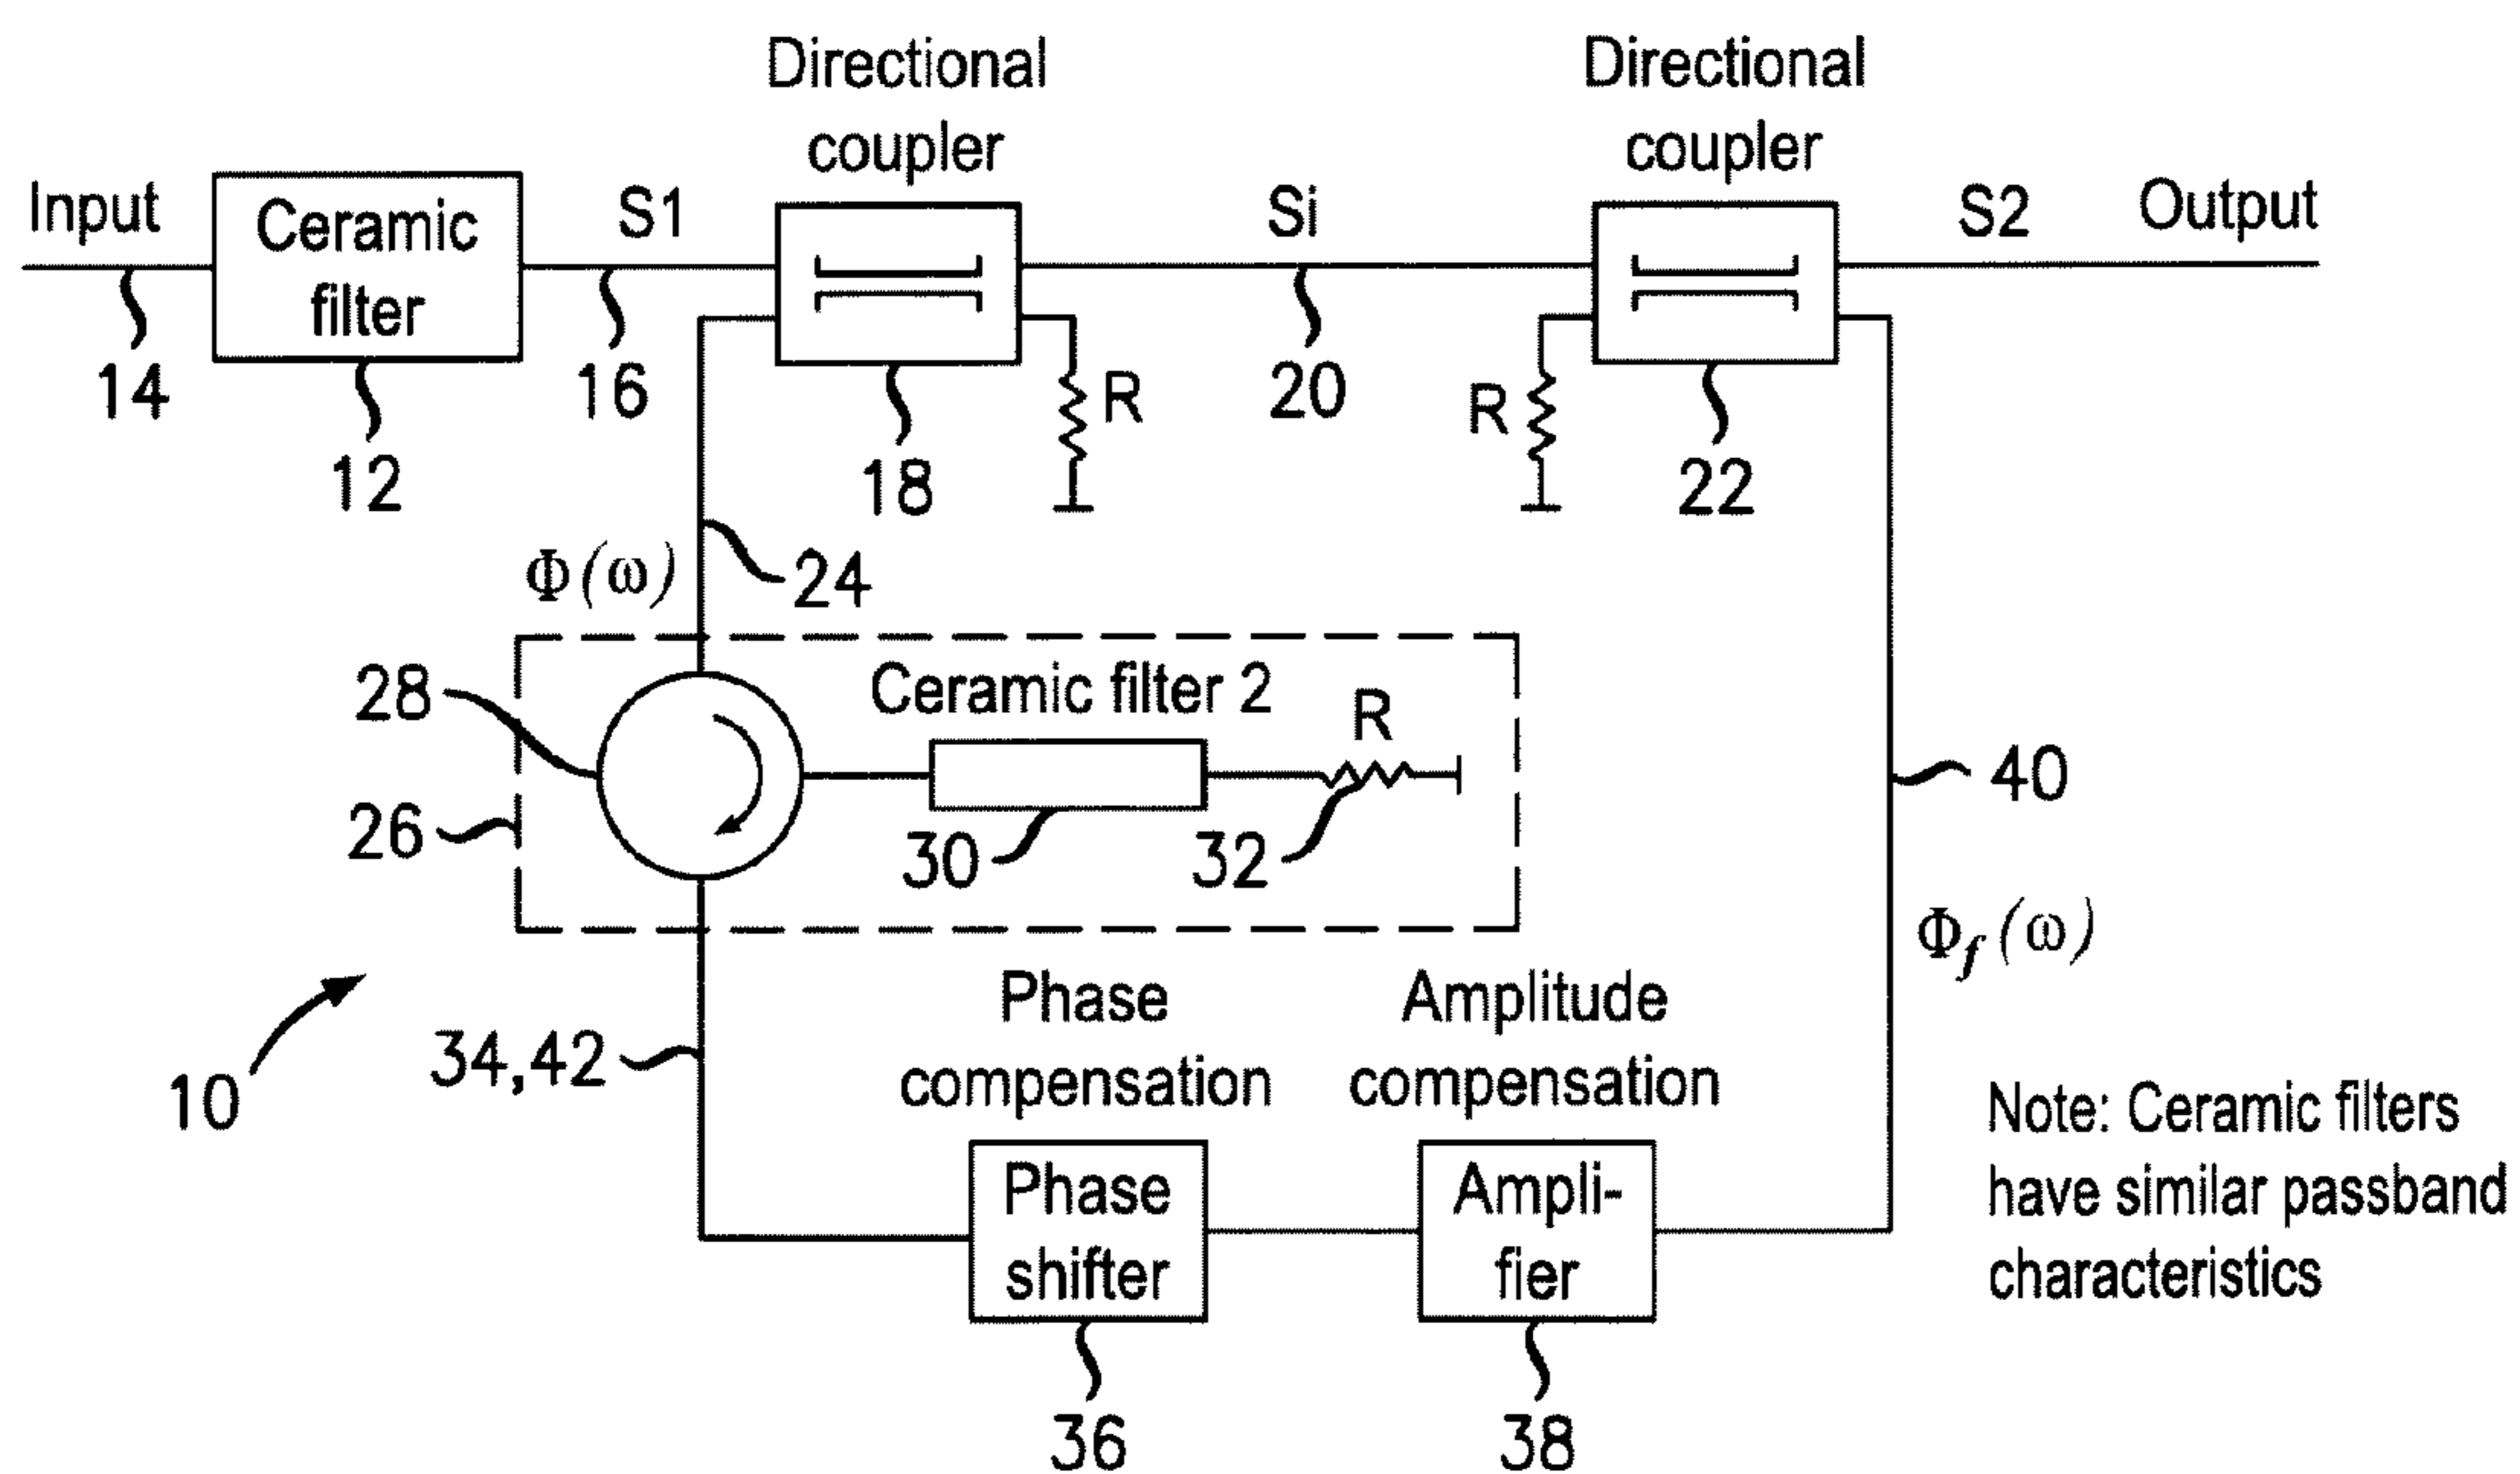 Directional
coupler
Directional
coupler
Input
Ceramic
filter
S1
Si
S2
Output
14
12
16
18
R
20
R
22
Φ(ω)
24
28
Ceramic filter 2
R
26
30
32
40
Φf(ω)
10
34,42
Phase
compensation
Amplitude
compensation
Phase
shifter
Ampli-
fier
Note: Ceramic filters
have similar passband
characteristics
36
38